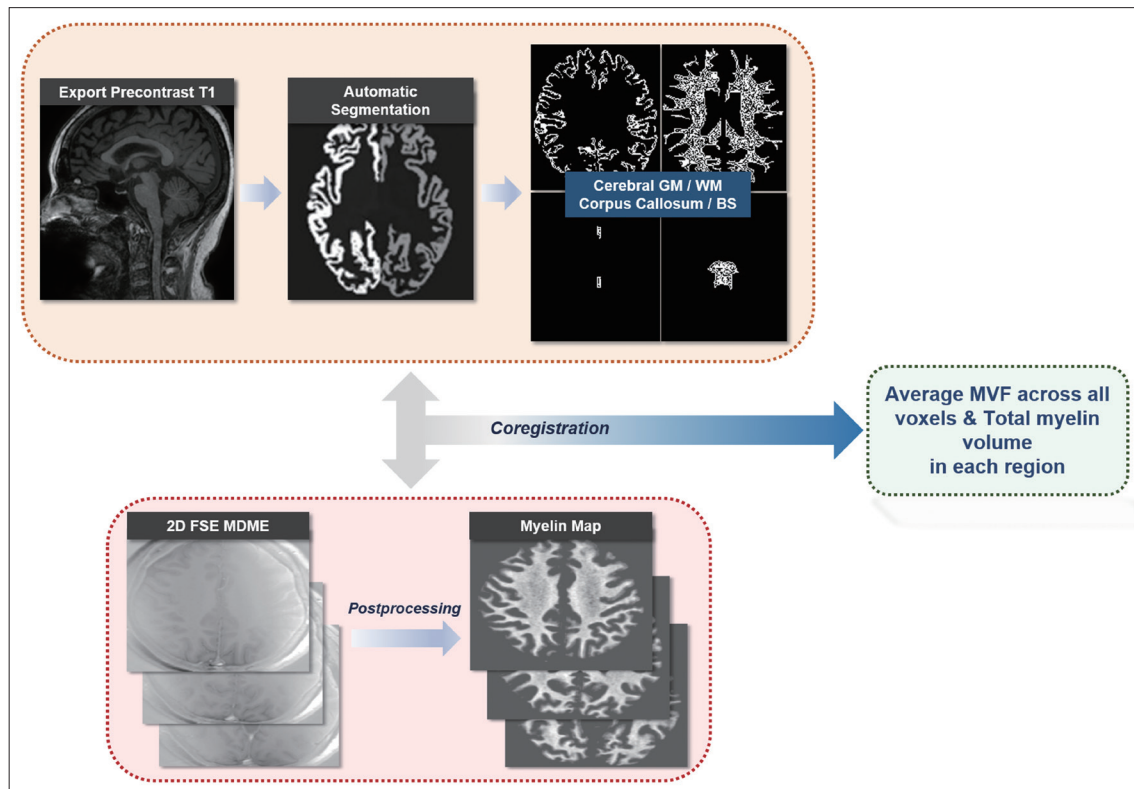 Export Precontrast T1
Automatic
Segmentation
Cerebral GM / WM
Corpus Callosum / BS
Coregistration
Average MVF across all
voxels & Total myelin
volume
in each region
2D FSE MDME
Postprocessing
Myelin Map